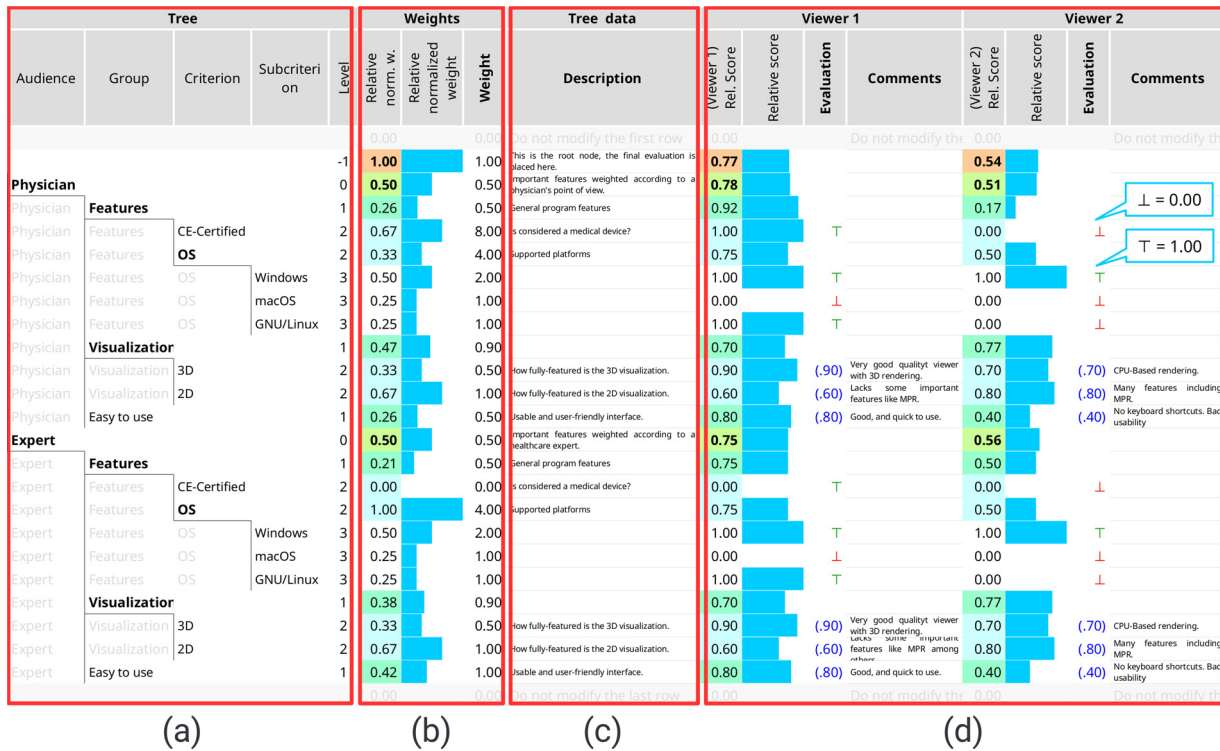 Tree Weights Tree data Viewer 1 Viewer 2
Audience Group Criterion Subcriteri on Level Relative norm. w. Relative normalized weight Weight Description (Viewer 1) Rel. Score Relative score Evaluation Comments (Viewer 2) Rel. Score Relative score Evaluation Comments
0.00 0.00 Do not modify the first row 0.00 Do not modify the 0.00 Do not modify the
-1 1.00 1.00 This is the root node, the final evaluation is placed here. 0.77 0.54
Physician 0 0.50 0.50 Important features weighted according to a physician's point of view. 0.78 0.51
Physician Features 1 0.26 0.50 General program features 0.92 0.17
⊥ = 0.00
Physician Features CE-Certified 2 0.67 8.00 Is considered a medical device? 1.00 ⊤ 0.00 ⊥
Physician Features OS 2 0.33 4.00 Supported platforms 0.75 0.50
⊤ = 1.00
Physician Features OS Windows 3 0.50 2.00 1.00 ⊤ 1.00 ⊤
Physician Features OS macOS 3 0.25 1.00 0.00 ⊥ 0.00 ⊥
Physician Features OS GNU/Linux 3 0.25 1.00 1.00 ⊤ 0.00 ⊥
Physician Visualization 1 0.47 0.90 0.70 0.77
Physician Visualization 3D 2 0.33 0.50 How fully-featured is the 3D visualization. 0.90 (.90) Very good qualityt viewer with 3D rendering. 0.70 (.70) CPU-Based rendering.
Physician Visualization 2D 2 0.67 1.00 How fully-featured is the 2D visualization. 0.60 (.60) Lacks some important features like MPR. 0.80 (.80) Many features including MPR.
Physician Easy to use 1 0.26 0.50 Usable and user-friendly interface. 0.80 (.80) Good, and quick to use. 0.40 (.40) No keyboard shortcuts. Bad usability
Expert 0 0.50 0.50 Important features weighted according to a healthcare expert. 0.75 0.56
Expert Features 1 0.21 0.50 General program features 0.75 0.50
Expert Features CE-Certified 2 0.00 0.00 Is considered a medical device? 0.00 ⊤ 0.00 ⊥
Expert Features OS 2 1.00 4.00 Supported platforms 0.75 0.50
Expert Features OS Windows 3 0.50 2.00 1.00 ⊤ 1.00 ⊤
Expert Features OS macOS 3 0.25 1.00 0.00 ⊥ 0.00 ⊥
Expert Features OS GNU/Linux 3 0.25 1.00 1.00 ⊤ 0.00 ⊥
Expert Visualization 1 0.38 0.90 0.70 0.77
Expert Visualization 3D 2 0.33 0.50 How fully-featured is the 3D visualization. 0.90 (.90) Very good qualityt viewer with 3D rendering. 0.70 (.70) CPU-Based rendering.
Expert Visualization 2D 2 0.67 1.00 How fully-featured is the 2D visualization. 0.60 (.60) Lacks some important features like MPR among others 0.80 (.80) Many features including MPR.
Expert Easy to use 1 0.42 1.00 Usable and user-friendly interface. 0.80 (.80) Good, and quick to use. 0.40 (.40) No keyboard shortcuts. Bad usability
0.00 0.00 Do not modify the last row 0.00 Do not modify the 0.00 Do not modify the
(a) (b) (c) (d)